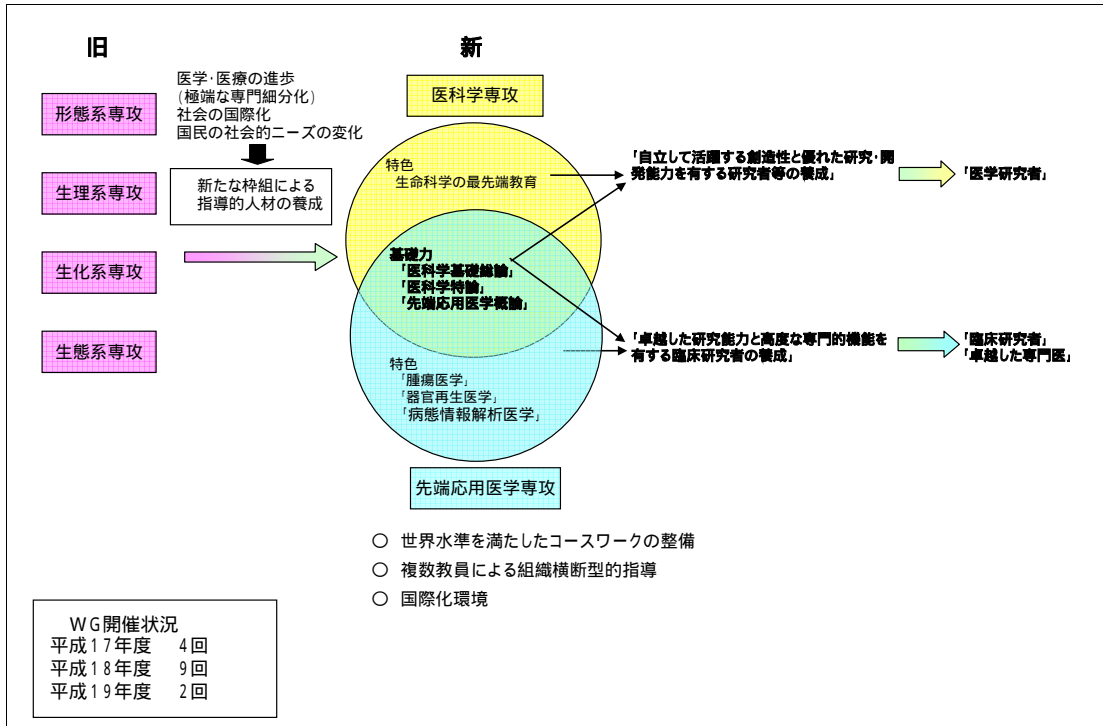 旧
形態系専攻
生理系専攻
生化系専攻
生態系専攻
医学・医療の進歩
(極端な専門細分化)
社会の国際化
国民の社会的ニーズの変化
新たな枠組による
指導的人材の養成
新
医科学専攻
特色
生命科学の最先端教育
基礎力
「医科学基礎総論」
「医科学特論」
「先端応用医学概論」
特色
「腫瘍医学」
「器官再生医学」
「病態情報解析医学」
先端応用医学専攻
「自立して活躍する創造性と優れた研究・開
発能力を有する研究者等の養成」
「医学研究者」
「卓越した研究能力と高度な専門的機能を
有する臨床研究者の養成」
「臨床研究者」
「卓越した専門医」
○ 世界水準を満たしたコースワークの整備
○ 複数教員による組織横断型的指導
○ 国際化環境
WG開催状況
平成17年度 4回
平成18年度 9回
平成19年度 2回